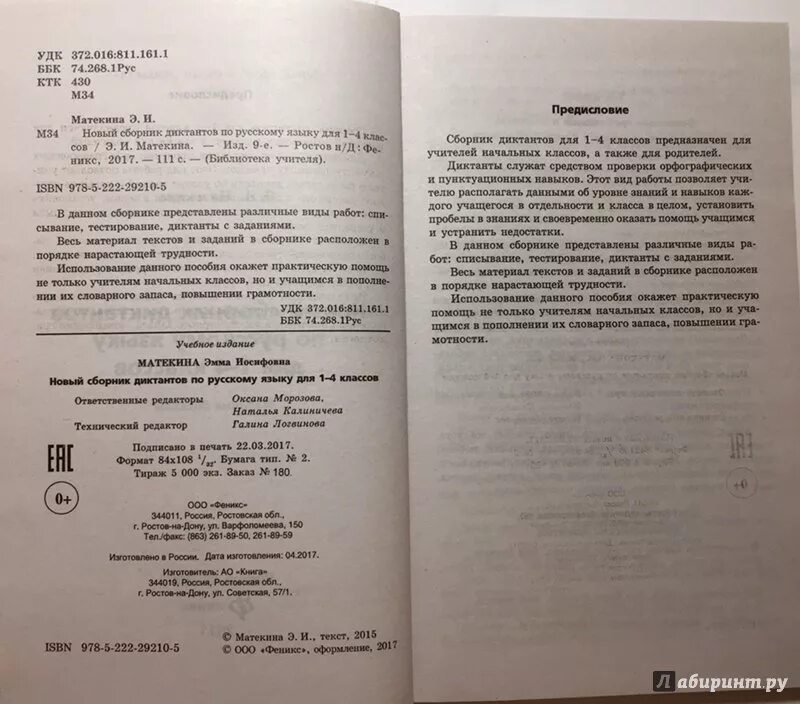 УДК 372.016:811.161.1
ББК 74.268.1Рус
КТК 430
М34
Матекина Э. И.
М34 Новый сборник диктантов по русскому языку для 1–4 клас-
сов / Э. И. Матекина. — Изд. 9-е. — Ростов н/Д : Фе-
никс, 2017. — 111 с. — (Библиотека учителя).
ISBN 978-5-222-29210-5
В данном сборнике представлены различные виды работ: спи-
сывание, тестирование, диктанты с заданиями.
Весь материал текстов и заданий в сборнике расположен в
порядке нарастающей трудности.
Использование данного пособия окажет практическую помощь
не только учителям начальных классов, но и учащимся в пополне-
нии их словарного запаса, повышении грамотности.
УДК 372.016:811.161.1
ББК 74.268.1Рус
Учебное издание
МАТЕКИНА Эмма Иосифовна
Новый сборник диктантов по русскому языку для 1–4 классов
Ответственные редакторы Оксана Морозова,
Наталья Калиничева
Технический редактор Галина Логвинова
Подписано в печать 22.03.2017.
Формат 84х108 1/32. Бумага тип. № 2.
Тираж 5 000 экз. Заказ № 180.
EAC
0+
ООО «Феникс»
344011, Россия, Ростовская обл.,
г. Ростов-на-Дону, ул. Варфоломеева, 150
Тел./факс: (863) 261-89-50, 261-89-59
Изготовлено в России. Дата изготовления: 04.2017.
Изготовитель: АО «Книга»
344019, Россия, Ростовская обл.,
г. Ростов-на-Дону, ул. Советская, 57/1.
© Матекина Э. И., текст, 2015
ISBN 978-5-222-29210-5 © ООО «Феникс», оформление, 2017
Предисловие
Сборник диктантов для 1–4 классов предназначен для
учителей начальных классов, а также для родителей.
Диктанты служат средством проверки орфографических
и пунктуационных навыков. Этот вид работы позволяет учи-
телю располагать данными об уровне знаний и навыков каж-
дого учащегося в отдельности и класса в целом, установить
пробелы в знаниях и своевременно оказать помощь учащимся
и устранить недостатки.
В данном сборнике представлены различные виды ра-
бот: списывание, тестирование, диктанты с заданиями.
Весь материал текстов и заданий в сборнике расположен
в порядке нарастающей трудности.
Использование данного пособия окажет практическую
помощь не только учителям начальных классов, но и уча-
щимся в пополнении их словарного запаса, повышении гра-
мотности.
Лабиринт.ру